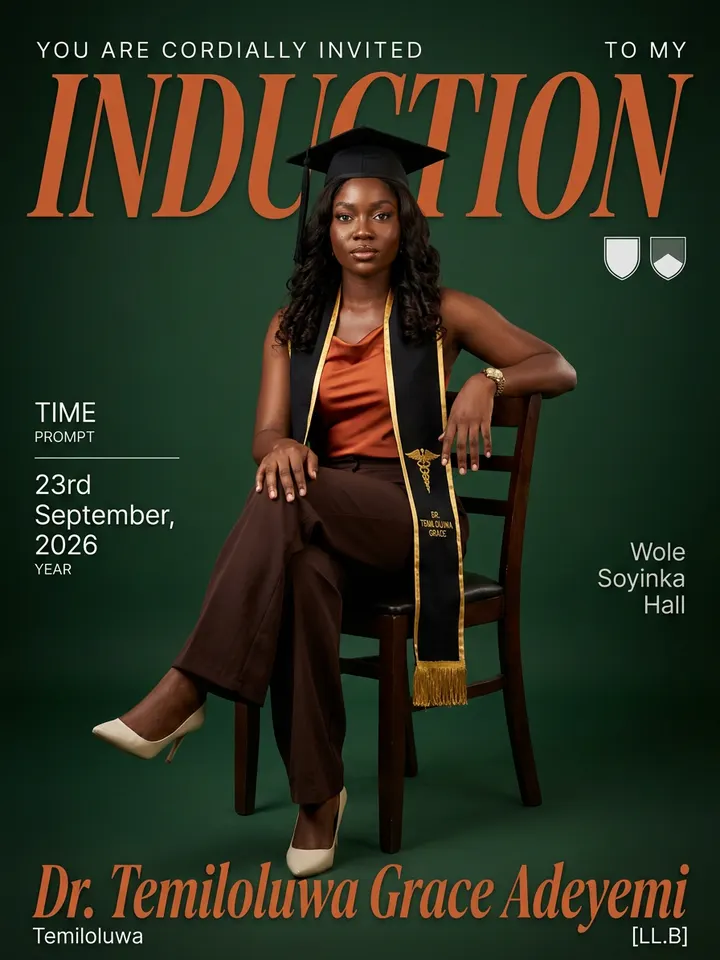 YOU ARE CORDIALLY INVITED TO MY
INDUCTION
TIME
PROMPT
23rd
September,
2026
YEAR
Wole
Soyinka
Hall
DR.
TEMILOLUWA
GRACE
Dr. Temiloluwa Grace Adeyemi
Temiloluwa [LL.B]